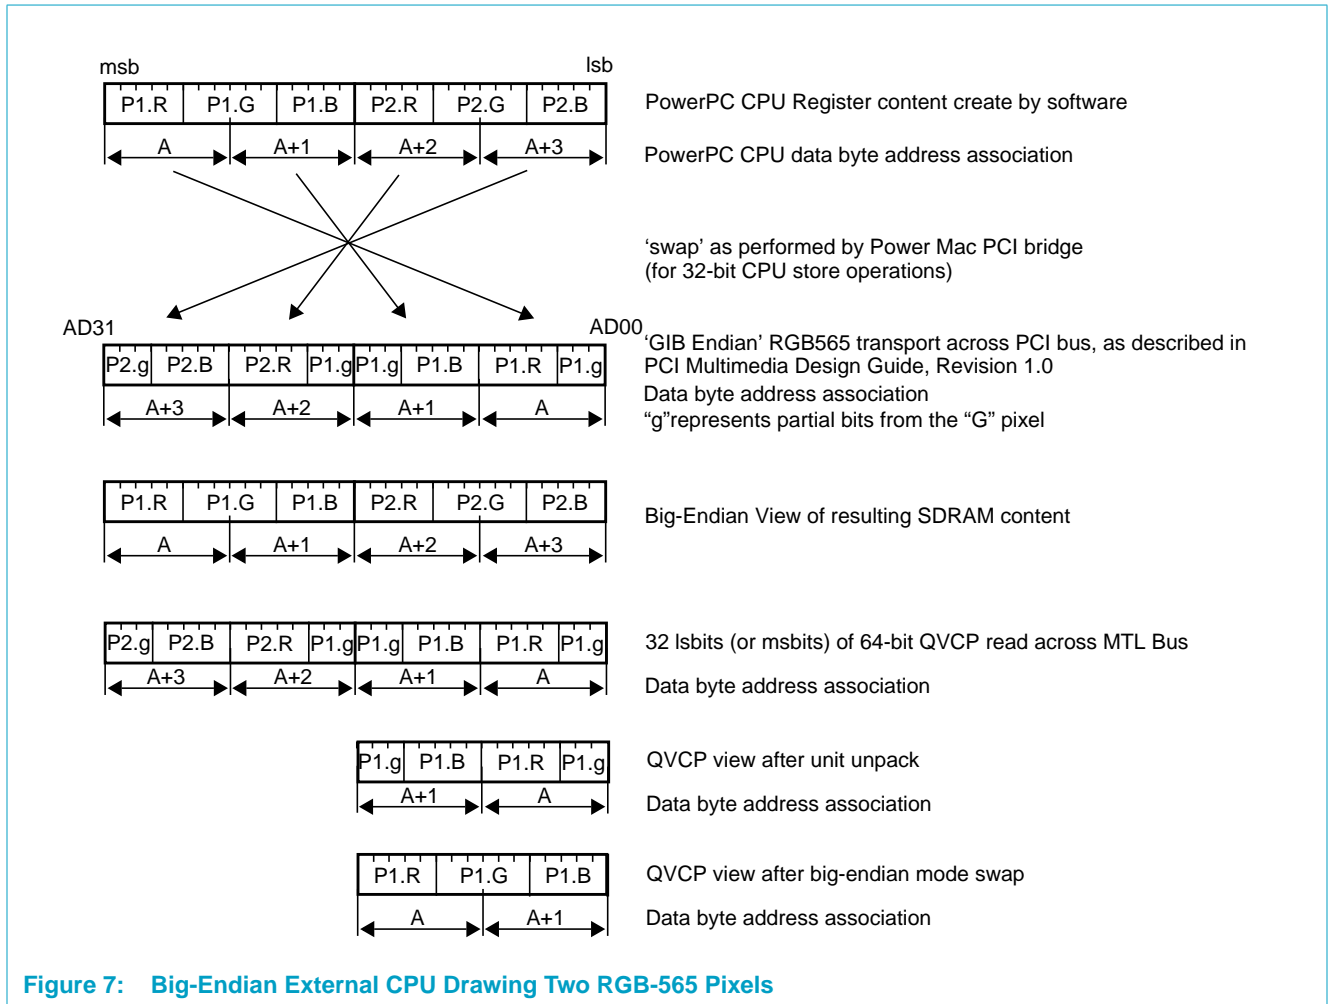 msb lsb
P1.R P1.G P1.B P2.R P2.G P2.B PowerPC CPU Register content create by software
A A+1 A+2 A+3 PowerPC CPU data byte address association
‘swap’ as performed by Power Mac PCI bridge
(for 32-bit CPU store operations)
AD31 AD00
P2.g P2.B P2.R P1.g P1.g P1.B P1.R P1.g ‘GIB Endian’ RGB565 transport across PCI bus, as described in
PCI Multimedia Design Guide, Revision 1.0
A+3 A+2 A+1 A Data byte address association
“g”represents partial bits from the “G” pixel
P1.R P1.G P1.B P2.R P2.G P2.B
Big-Endian View of resulting SDRAM content
A A+1 A+2 A+3
P2.g P2.B P2.R P1.g P1.g P1.B P1.R P1.g 32 lsbits (or msbits) of 64-bit QVCP read across MTL Bus
A+3 A+2 A+1 A Data byte address association
P1.g P1.B P1.R P1.g QVCP view after unit unpack
A+1 A Data byte address association
P1.R P1.G P1.B QVCP view after big-endian mode swap
A A+1 Data byte address association
Figure 7: Big-Endian External CPU Drawing Two RGB-565 Pixels